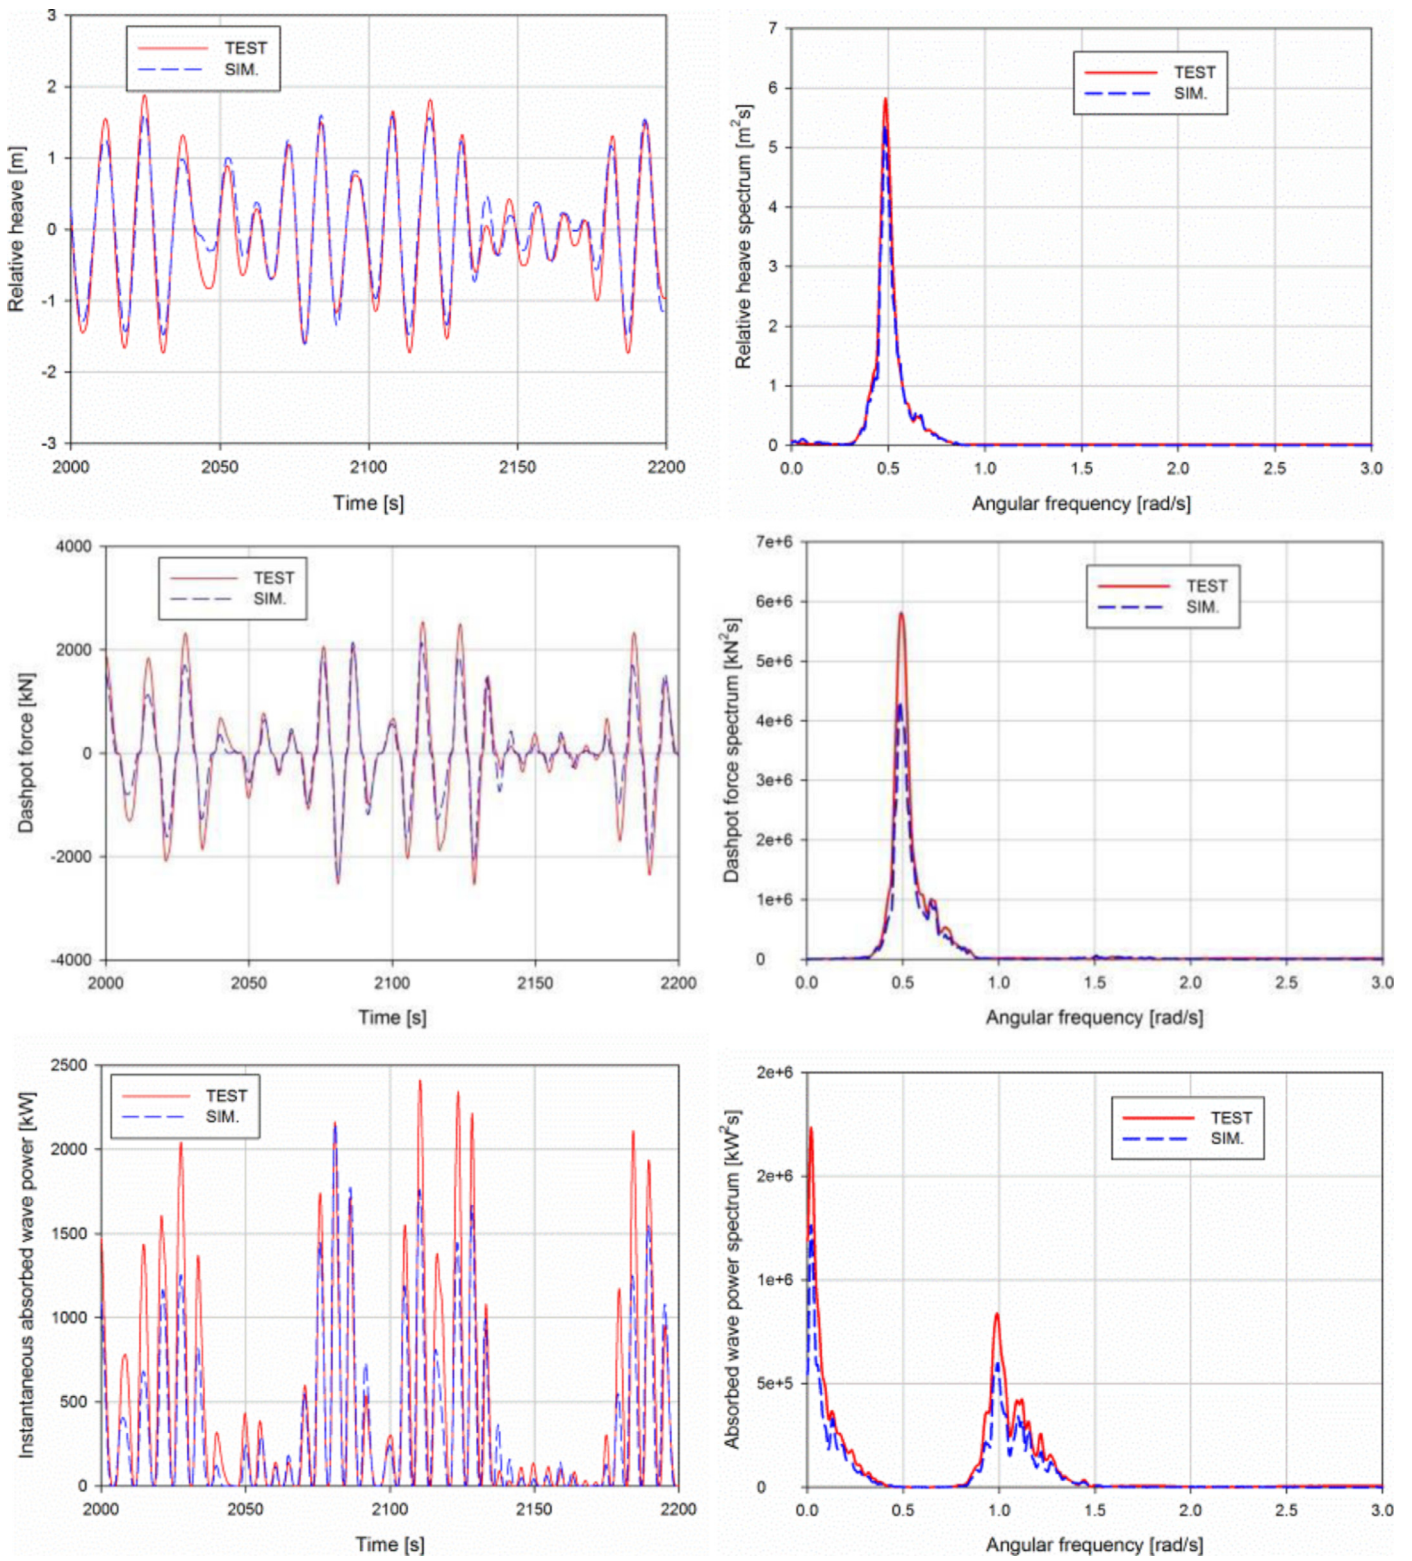 3
2
1
0
-1
-2
-3
Relative heave [m]
TEST
SIM.
2000
2050
2100
2150
2200
Time [s]
7
6
5
4
3
2
1
0
Relative heave spectrum [m²s]
TEST
SIM.
0.0
0.5
1.0
1.5
2.0
2.5
3.0
Angular frequency [rad/s]
4000
2000
0
-2000
-4000
Dashpot force [kN]
TEST
SIM.
2000
2050
2100
2150
2200
Time [s]
7e+6
6e+6
5e+6
4e+6
3e+6
2e+6
1e+6
0
Dashpot force spectrum [kN²s]
TEST
SIM.
0.0
0.5
1.0
1.5
2.0
2.5
3.0
Angular frequency [rad/s]
2500
2000
1500
1000
500
0
Instantaneous absorbed wave power [kW]
TEST
SIM.
2000
2050
2100
2150
2200
Time [s]
2e+6
2e+6
1e+6
5e+5
0
Absorbed wave power spectrum [kW²s]
TEST
SIM.
0.0
0.5
1.0
1.5
2.0
2.5
3.0
Angular frequency [rad/s]